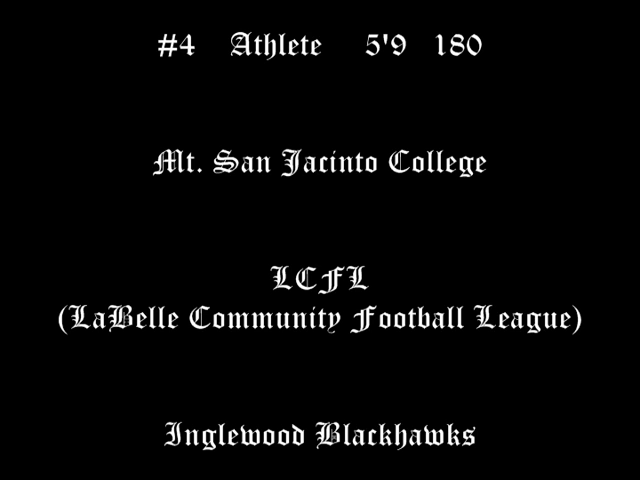 #4 Athlete 5'9 180
Mt. San Jacinto College
LCFL
(LaBelle Community Football League)
Inglewood Blackhawks